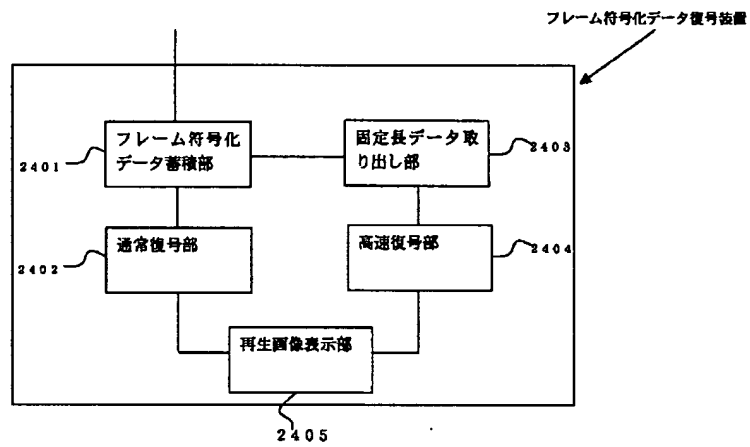 フレーム符号化データ復号装置
フレーム符号化
データ蓄積部
2401
固定長データ取
り出し部
2403
通常復号部
2402
高速復号部
2404
再生画像表示部
2405